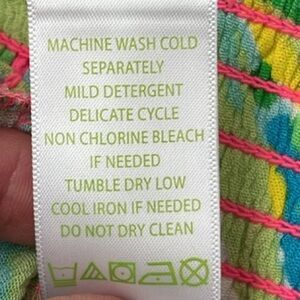 MACHINE WASH COLD
SEPARATELY
MILD DETERGENT
DELICATE CYCLE
NON CHLORINE BLEACH
IF NEEDED
TUMBLE DRY LOW
COOL IRON IF NEEDED
DO NOT DRY CLEAN